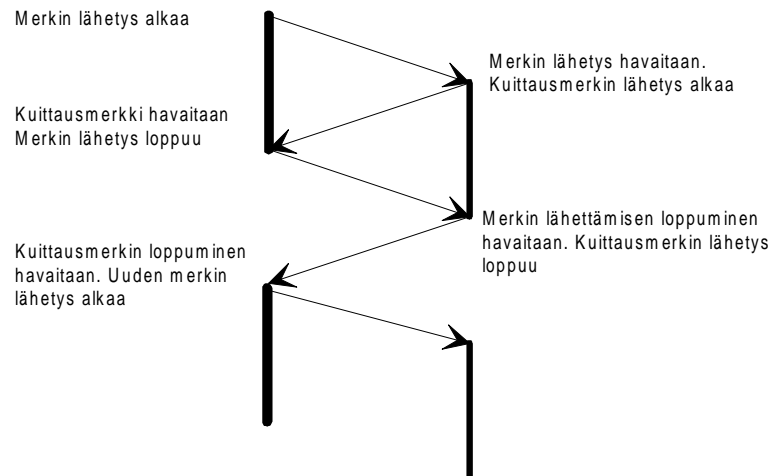 Merkin lähetys alkaa
Merkin lähetys havaitaan.
Kuittausmerkin lähetys alkaa
Kuittausmerkki havaitaan
Merkin lähetys loppuu
Merkin lähettämisen loppuminen
havaitaan. Kuittausmerkin lähetys
loppuu
Kuittausmerkin loppuminen
havaitaan. Uuden merkin
lähetys alkaa